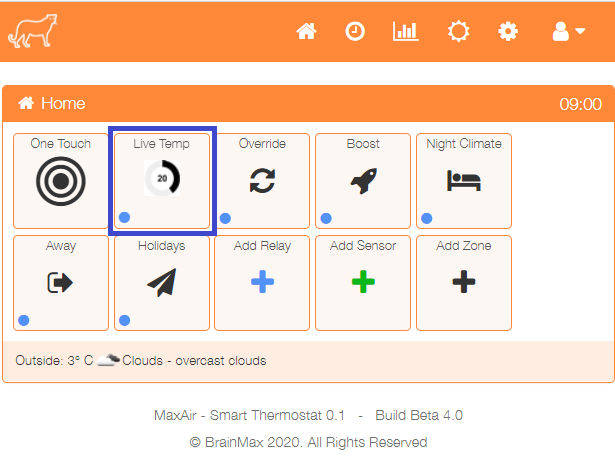 Home 09:00
One Touch Live Temp Override Boost Night Climate
20
Away Holidays Add Relay Add Sensor Add Zone
Outside: 3° C Clouds - overcast clouds
MaxAir - Smart Thermostat 0.1 - Build Beta 4.0
© BrainMax 2020. All Rights Reserved